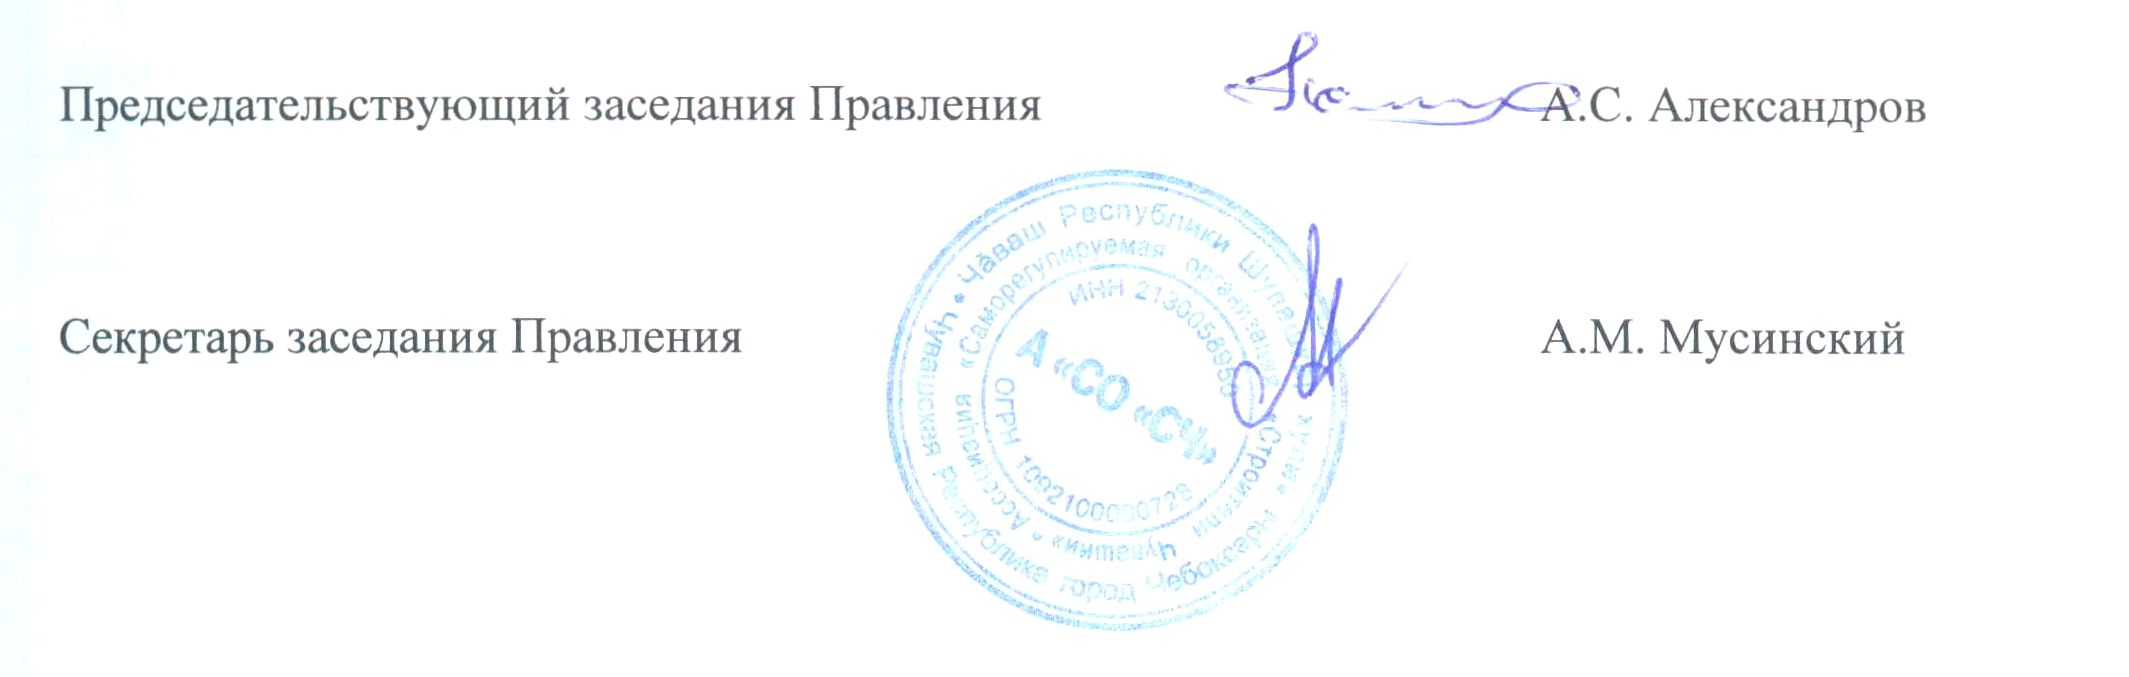 Председательствующий заседания Правления А.С. Александров
Чӑваш Республики Шупашкар хули • Чувашская Республика город Чебоксары •
Ассоциация «Саморегулируемая организация «Строители Чувашии» •
ИНН 2130058950
ОГРН 1092100000728
А «СО «СЧ»
Секретарь заседания Правления А.М. Мусинский